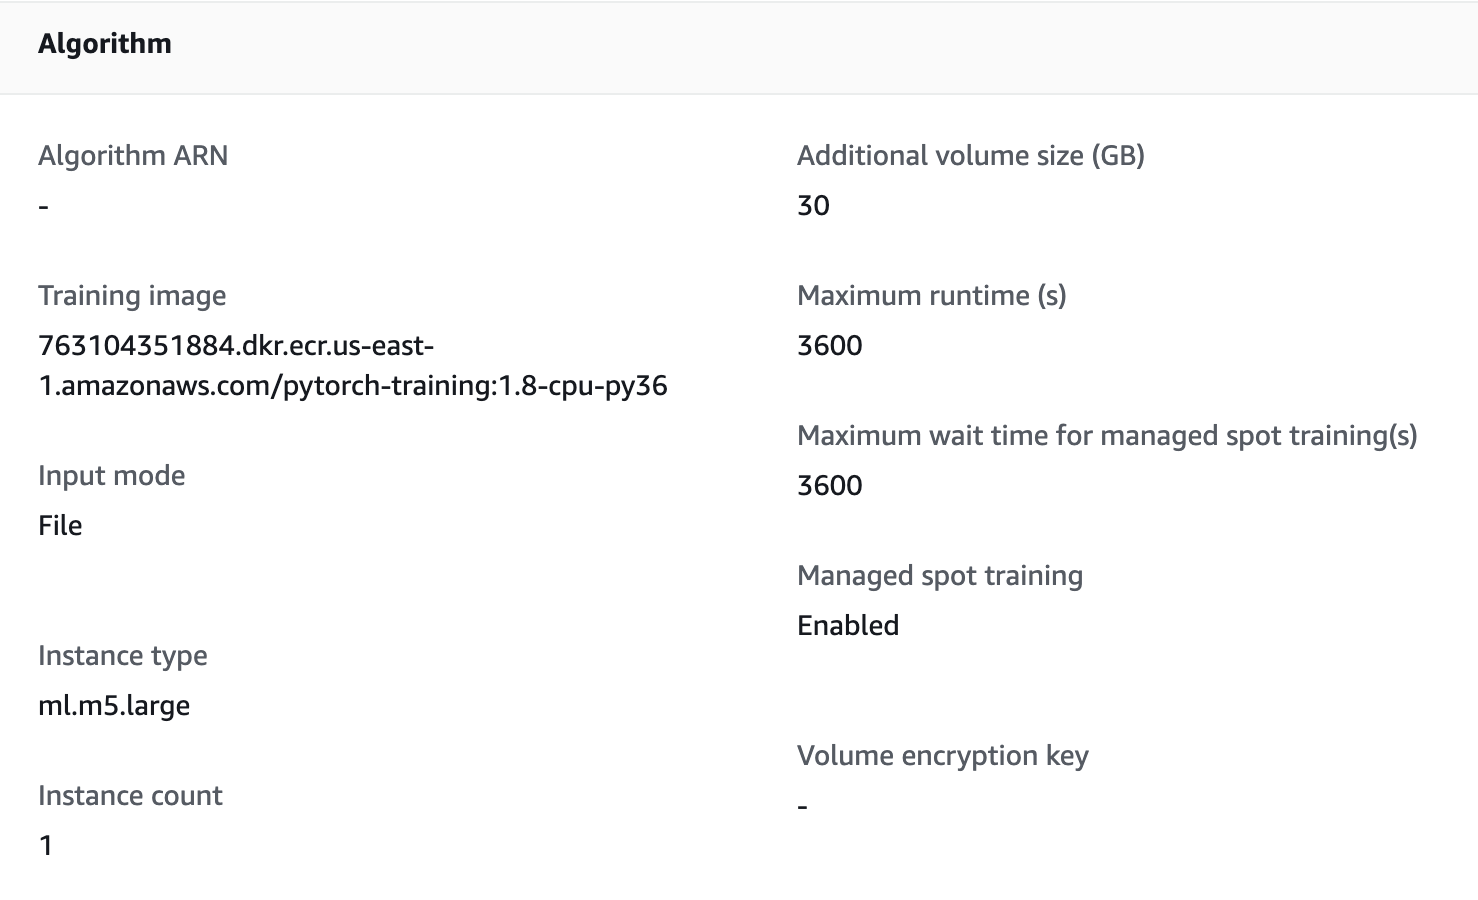 Algorithm
Algorithm ARN
-
Training image
763104351884.dkr.ecr.us-east-
1.amazonaws.com/pytorch-training:1.8-cpu-py36
Input mode
File
Instance type
ml.m5.large
Instance count
1
Additional volume size (GB)
30
Maximum runtime (s)
3600
Maximum wait time for managed spot training(s)
3600
Managed spot training
Enabled
Volume encryption key
-